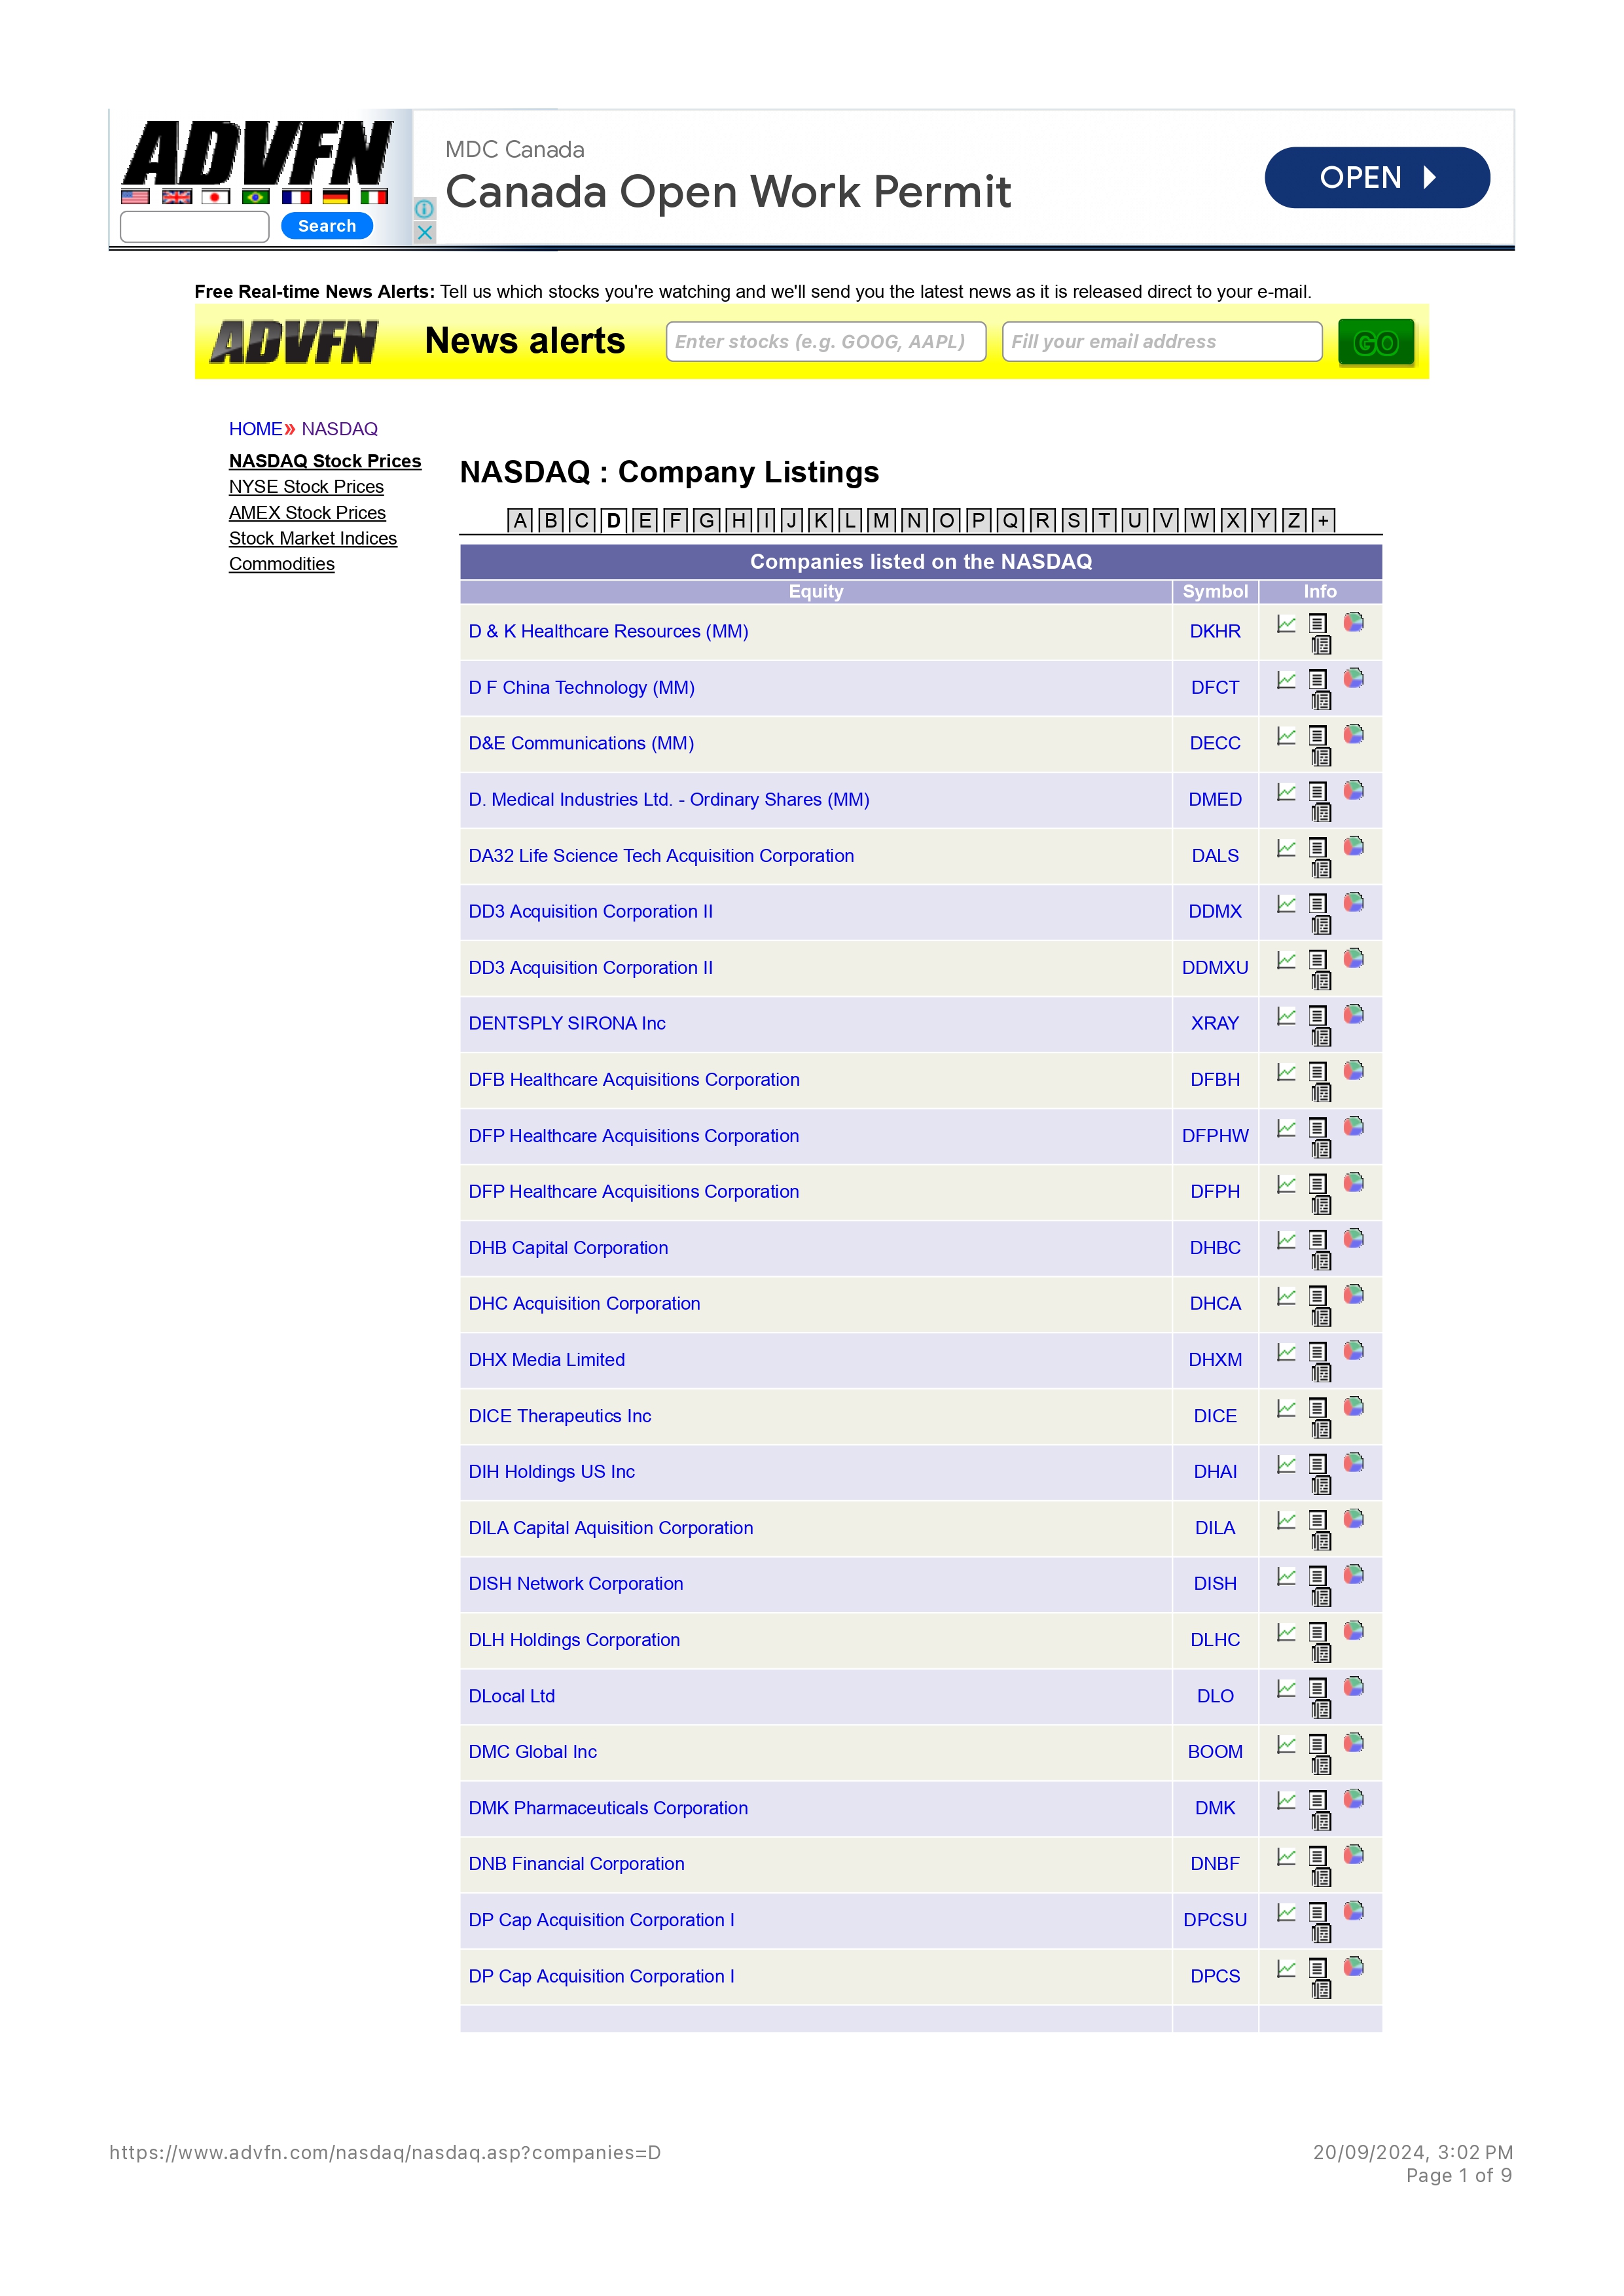 ADVFN
Search
MDC Canada
Canada Open Work Permit
OPEN
Free Real-time News Alerts: Tell us which stocks you're watching and we'll send you the latest news as it is released direct to your e-mail.
ADVFN News alerts Enter stocks (e.g. GOOG, AAPL) Fill your email address GO
HOME» NASDAQ
NASDAQ Stock Prices
NYSE Stock Prices
AMEX Stock Prices
Stock Market Indices
Commodities
NASDAQ : Company Listings
A B C D E F G H I J K L M N O P Q R S T U V W X Y Z +
Companies listed on the NASDAQ
Equity Symbol Info
D & K Healthcare Resources (MM) DKHR
D F China Technology (MM) DFCT
D&E Communications (MM) DECC
D. Medical Industries Ltd. - Ordinary Shares (MM) DMED
DA32 Life Science Tech Acquisition Corporation DALS
DD3 Acquisition Corporation II DDMX
DD3 Acquisition Corporation II DDMXU
DENTSPLY SIRONA Inc XRAY
DFB Healthcare Acquisitions Corporation DFBH
DFP Healthcare Acquisitions Corporation DFPHW
DFP Healthcare Acquisitions Corporation DFPH
DHB Capital Corporation DHBC
DHC Acquisition Corporation DHCA
DHX Media Limited DHXM
DICE Therapeutics Inc DICE
DIH Holdings US Inc DHAI
DILA Capital Aquisition Corporation DILA
DISH Network Corporation DISH
DLH Holdings Corporation DLHC
DLocal Ltd DLO
DMC Global Inc BOOM
DMK Pharmaceuticals Corporation DMK
DNB Financial Corporation DNBF
DP Cap Acquisition Corporation I DPCSU
DP Cap Acquisition Corporation I DPCS
https://www.advfn.com/nasdaq/nasdaq.asp?companies=D 20/09/2024, 3:02 PM
Page 1 of 9